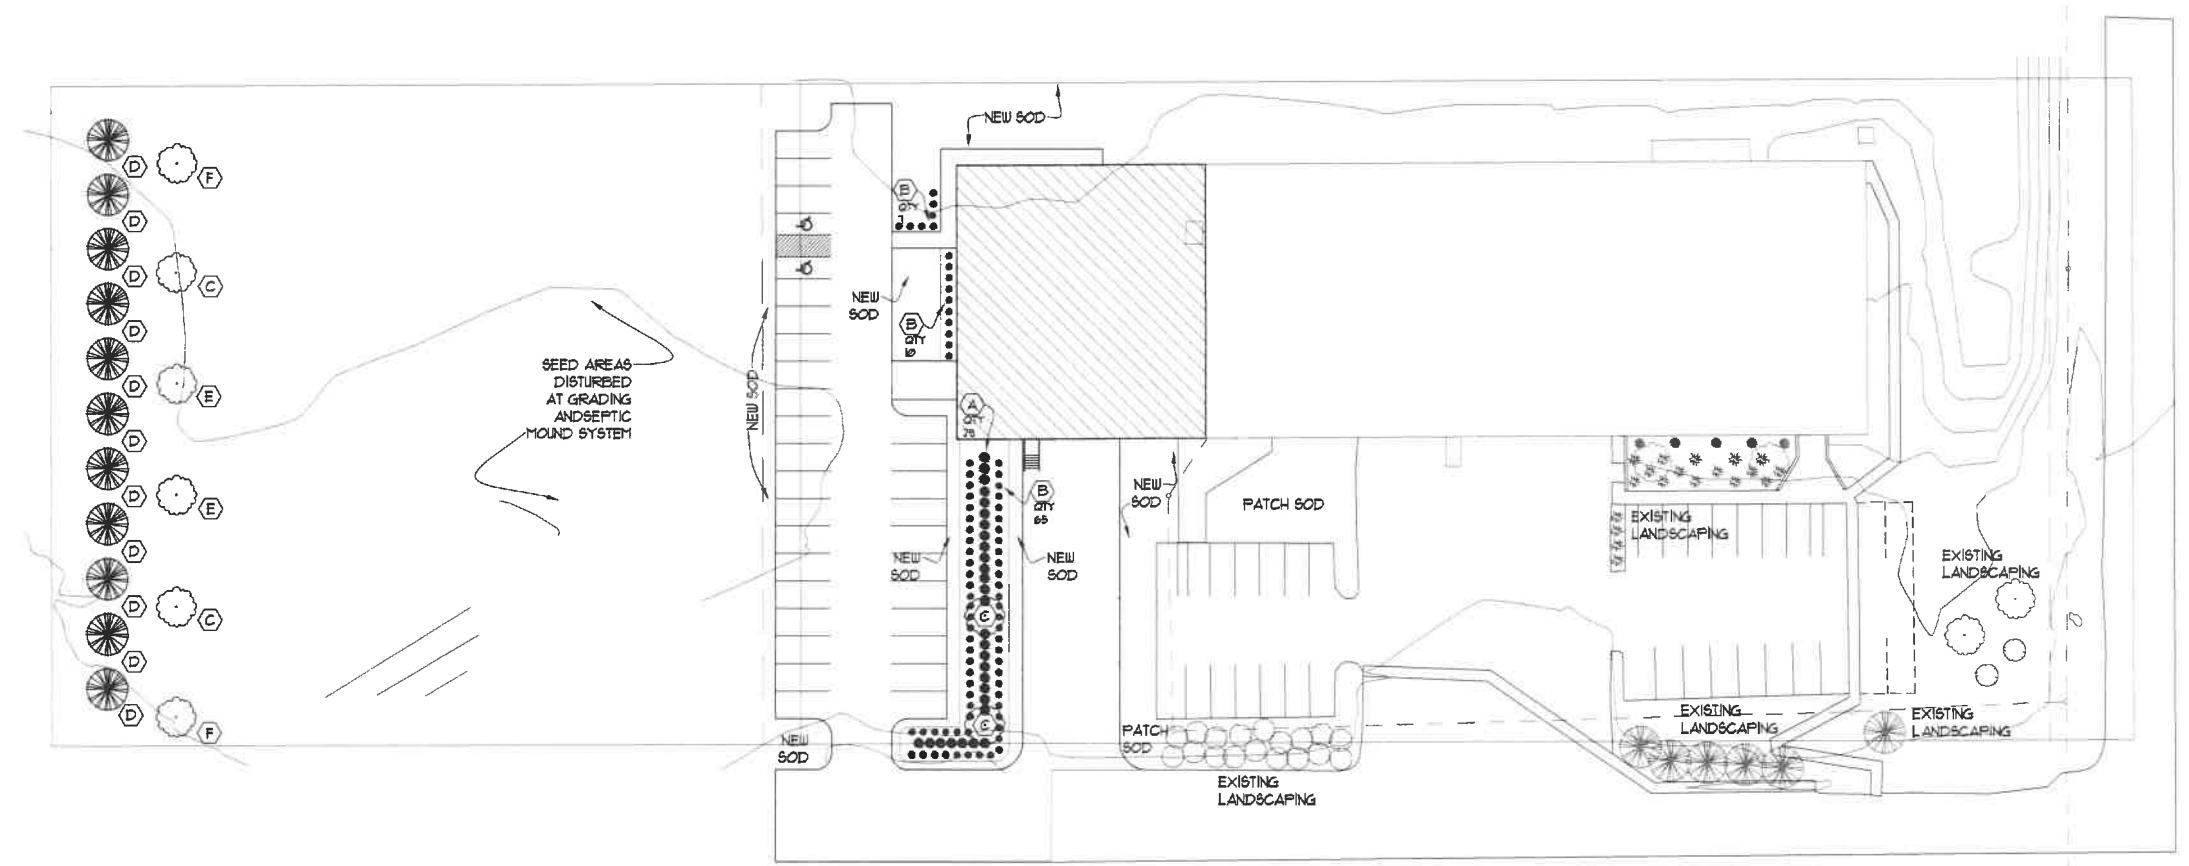 NEW SOD
D
F
D
D
C
D
D
E
D
D
E
D
D
C
D
D
F
SEED AREAS
DISTURBED
AT GRADING
ANDSEPTIC
MOUND SYSTEM
NEW SOD
B
QTY
7
NEW
SOD
B
QTY
10
A
QTY
B
QTY
65
NEW
SOD
NEW
SOD
C
C
NEW
SOD
NEW
SOD
PATCH SOD
PATCH
SOD
EXISTING
LANDSCAPING
EXISTING
LANDSCAPING
EXISTING
LANDSCAPING
EXISTING
LANDSCAPING
EXISTING
LANDSCAPING